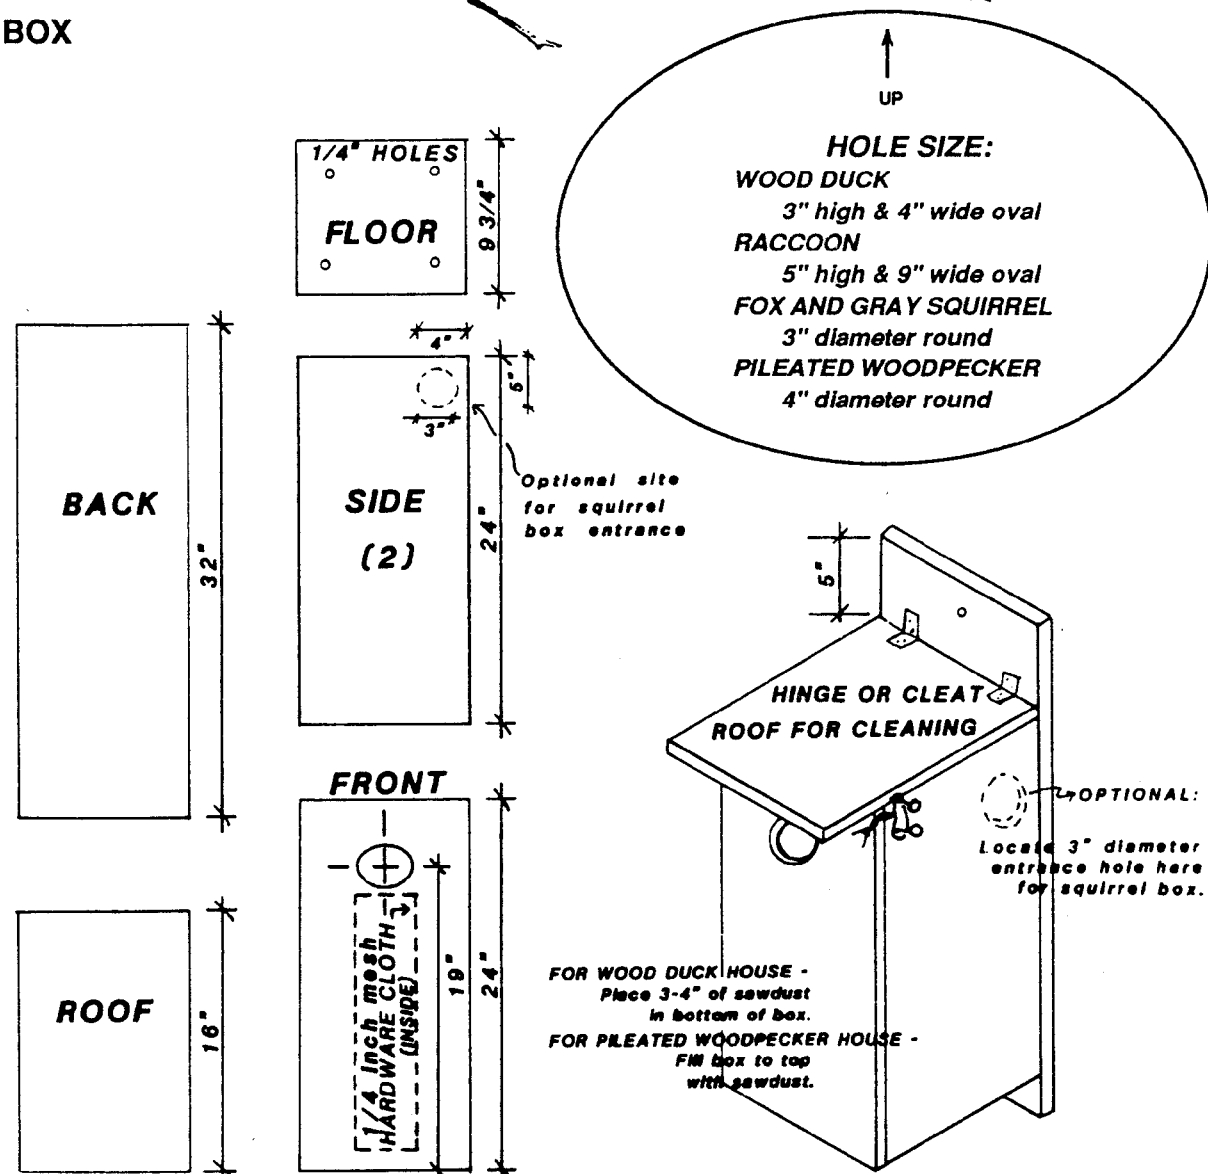 BOX
UP
HOLE SIZE:
WOOD DUCK
3" high & 4" wide oval
RACCOON
5" high & 9" wide oval
FOX AND GRAY SQUIRREL
3" diameter round
PILEATED WOODPECKER
4" diameter round
1/4" HOLES
FLOOR
9 3/4"
BACK
32"
4"
5"
3"
SIDE
(2)
24"
Optional site
for squirrel
box entrance
ROOF
16"
FRONT
1/4 inch mesh
HARDWARE CLOTH
(INSIDE)
19"
24"
5"
HINGE OR CLEAT
ROOF FOR CLEANING
OPTIONAL:
Locate 3" diameter
entrance hole here
for squirrel box.
FOR WOOD DUCK HOUSE -
Place 3-4" of sawdust
in bottom of box.
FOR PILEATED WOODPECKER HOUSE -
Fill box to top
with sawdust.